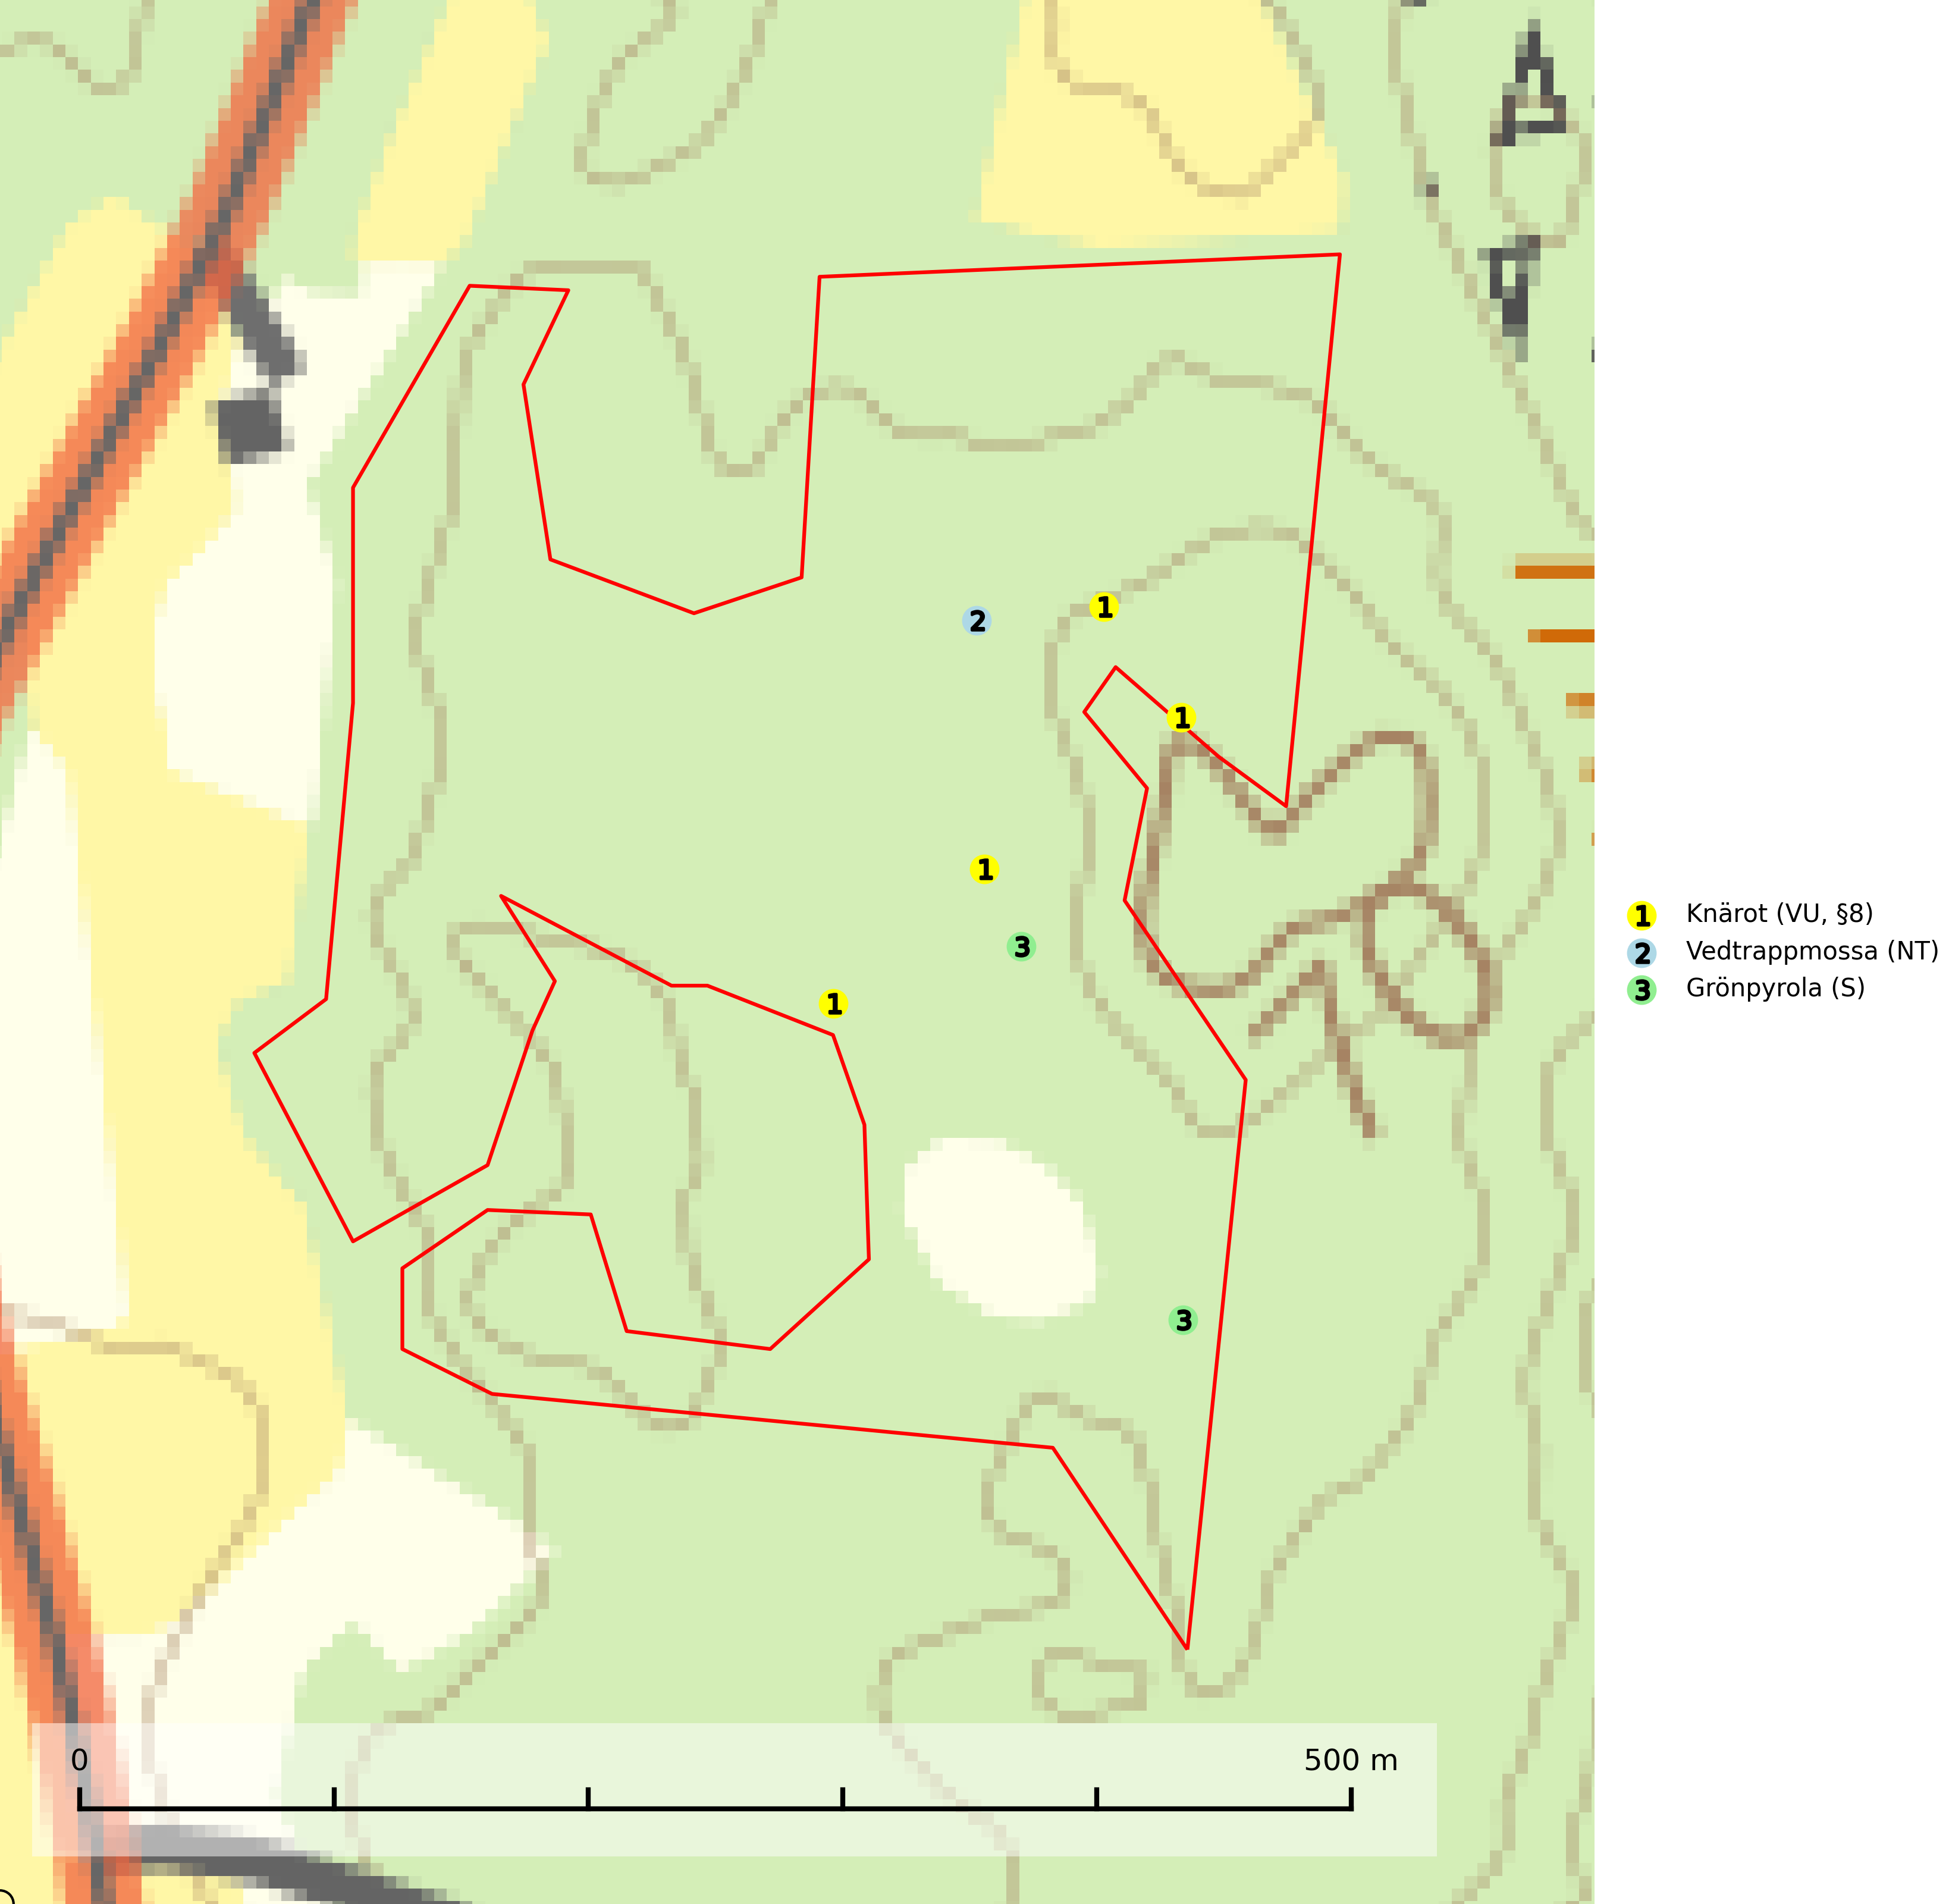 2
1
1
1
3
1
3
1 Knärot (VU, §8)
2 Vedtrappmossa (NT)
3 Grönpyrola (S)
0 500 m